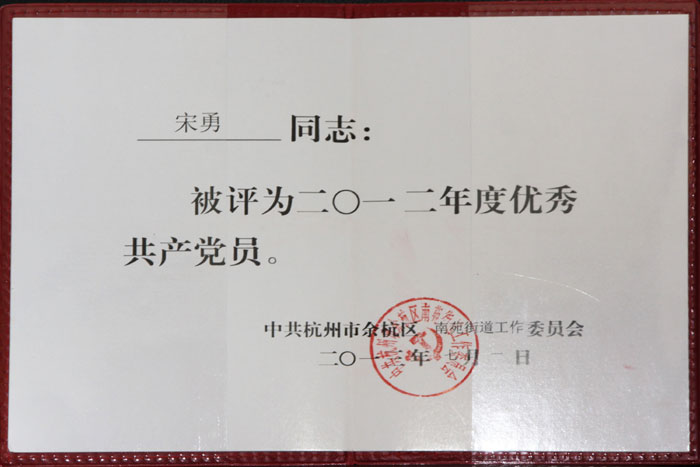 宋勇 同志：
被评为二〇一二年度优秀
共产党员。
中共杭州市余杭区 南苑街道工作 委员会
二〇一二年 七月一日